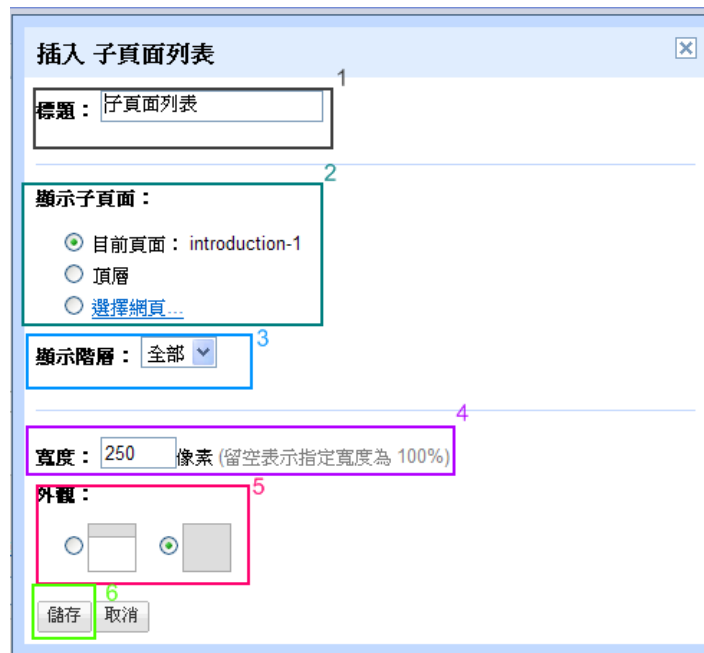 插入 子頁面列表
1
標題： 子頁面列表
2
顯示子頁面：
目前頁面： introduction-1
頂層
選擇網頁...
3
顯示階層： 全部
4
寬度： 250 像素 (留空表示指定寬度為 100%)
5
外觀：
6
儲存 取消